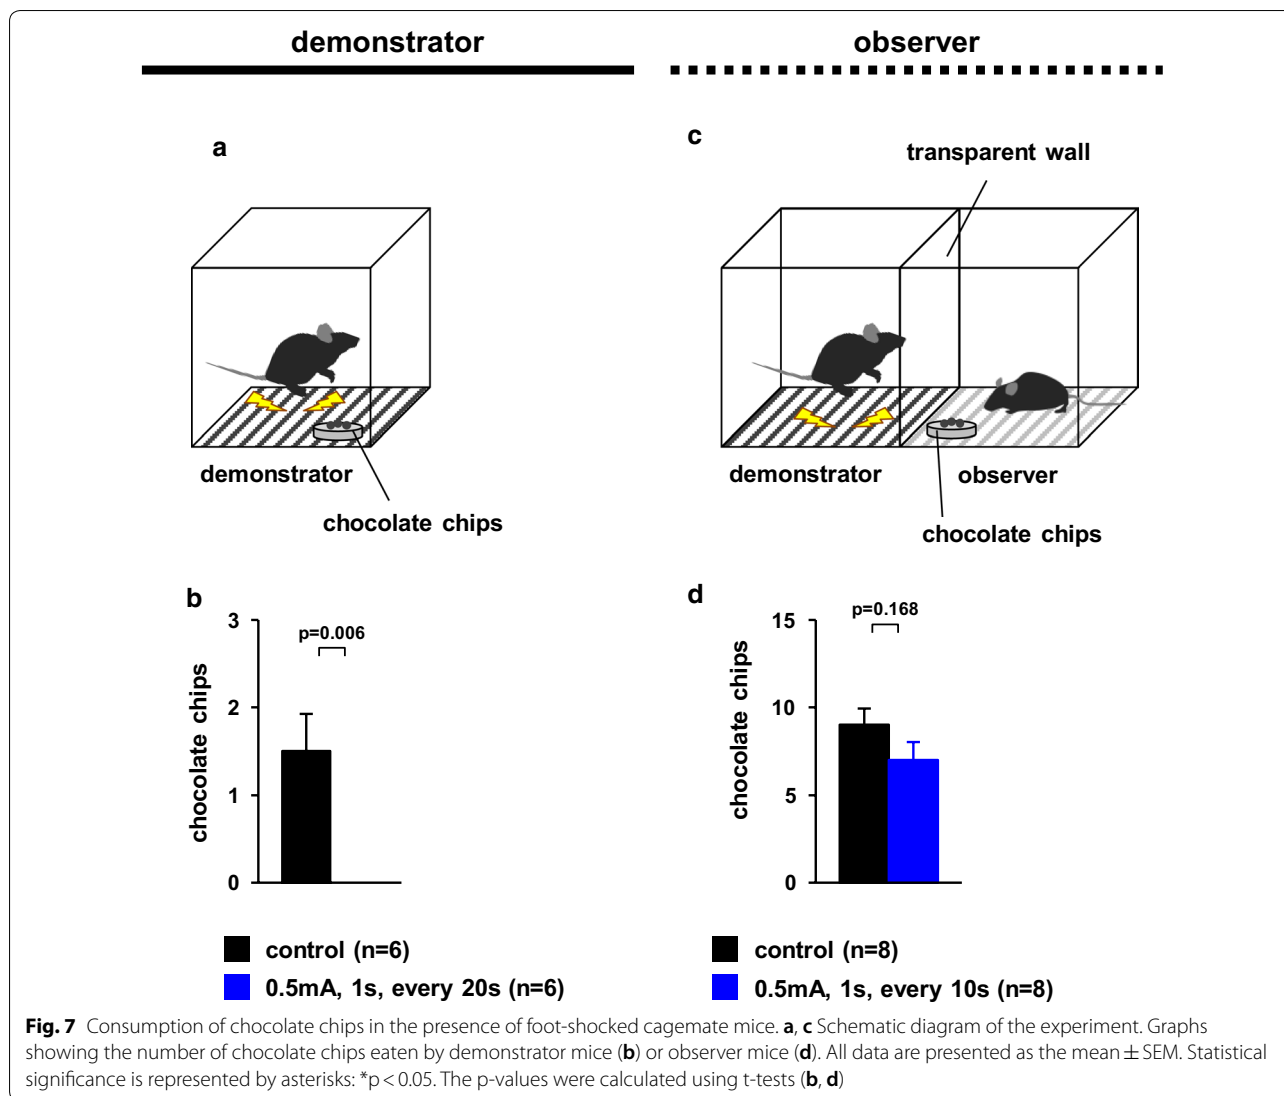 demonstrator
observer
a
demonstrator
chocolate chips
c
transparent wall
demonstrator
observer
chocolate chips
b
chocolate chips
3
2
1
0
p=0.006
control (n=6)
0.5mA, 1s, every 20s (n=6)
d
chocolate chips
15
10
5
0
p=0.168
control (n=8)
0.5mA, 1s, every 10s (n=8)
Fig. 7 Consumption of chocolate chips in the presence of foot-shocked cagemate mice. a, c Schematic diagram of the experiment. Graphs
showing the number of chocolate chips eaten by demonstrator mice (b) or observer mice (d). All data are presented as the mean ± SEM. Statistical
significance is represented by asterisks: *p < 0.05. The p-values were calculated using t-tests (b, d)